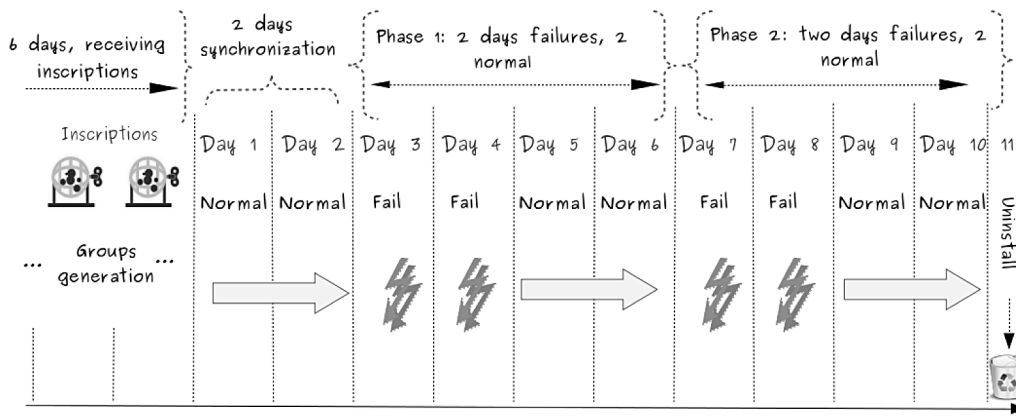 6 days, receiving
inscriptions
2 days
synchronization
Phase 1: 2 days failures, 2
normal
Phase 2: two days failures, 2
normal
Inscriptions
Day 1
Day 2
Day 3
Day 4
Day 5
Day 6
Day 7
Day 8
Day 9
Day 10
11
Normal
Normal
Fail
Fail
Normal
Normal
Fail
Fail
Normal
Normal
Uninstall
... Groups ...
generation